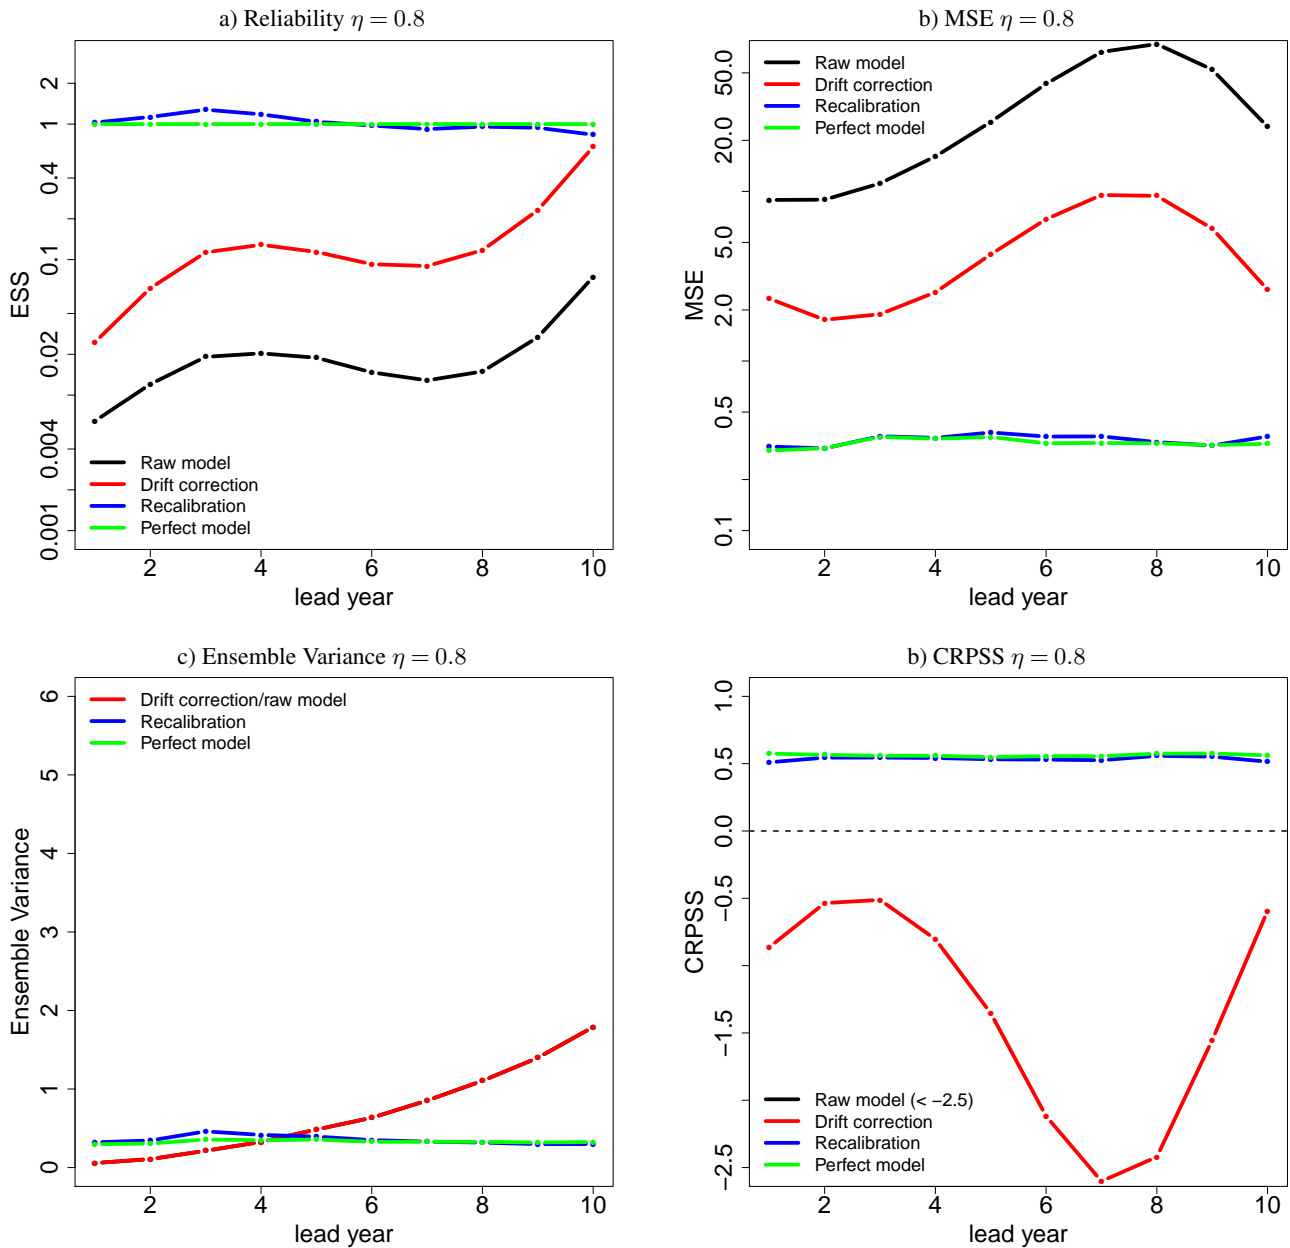 a) Reliability η = 0.8
ESS
2
1
0.4
0.1
0.02
0.004
0.001
Raw model
Drift correction
Recalibration
Perfect model
2 4 6 8 10
lead year
b) MSE η = 0.8
MSE
50.0
20.0
5.0
2.0
0.5
0.1
Raw model
Drift correction
Recalibration
Perfect model
2 4 6 8 10
lead year
c) Ensemble Variance η = 0.8
Ensemble Variance
6
5
4
3
2
1
0
Drift correction/raw model
Recalibration
Perfect model
2 4 6 8 10
lead year
b) CRPSS η = 0.8
CRPSS
1.0
0.5
0.0
−0.5
−1.5
−2.5
Raw model (< −2.5)
Drift correction
Recalibration
Perfect model
2 4 6 8 10
lead year